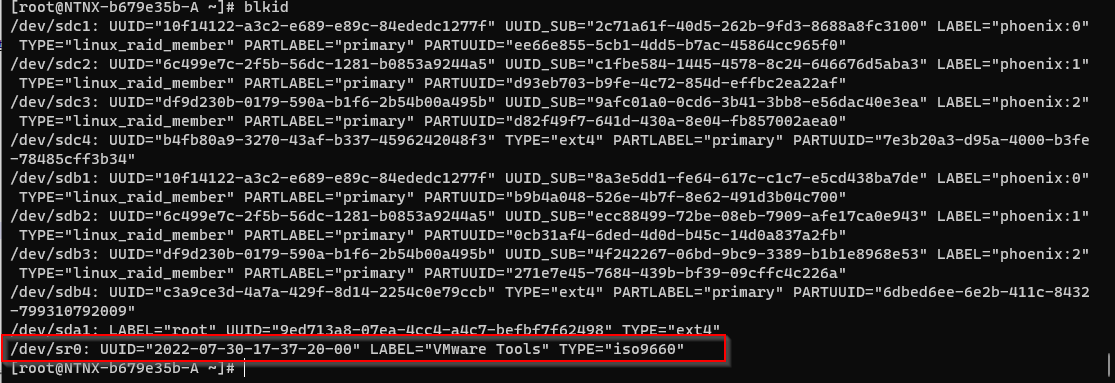 [root@NTNX-b679e35b-A ~]# blkid
/dev/sdc1: UUID="10f14122-a3c2-e689-e89c-84ededc1277f" UUID_SUB="2c71a61f-40d5-262b-9fd3-8688a8fc3100" LABEL="phoenix:0"
TYPE="linux_raid_member" PARTLABEL="primary" PARTUUID="ee66e855-5cb1-4dd5-b7ac-45864cc965f0"
/dev/sdc2: UUID="6c499e7c-2f5b-56dc-1281-b0853a9244a5" UUID_SUB="c1fbe584-1445-4578-8c24-646676d5aba3" LABEL="phoenix:1"
TYPE="linux_raid_member" PARTLABEL="primary" PARTUUID="d93eb703-b9fe-4c72-854d-effbc2ea22af"
/dev/sdc3: UUID="df9d230b-0179-590a-b1f6-2b54b00a495b" UUID_SUB="9afc01a0-0cd6-3b41-3bb8-e56dac40e3ea" LABEL="phoenix:2"
TYPE="linux_raid_member" PARTLABEL="primary" PARTUUID="d82f49f7-641d-430a-8e04-fb857002aea0"
/dev/sdc4: UUID="b4fb80a9-3270-43af-b337-4596242048f3" TYPE="ext4" PARTLABEL="primary" PARTUUID="7e3b20a3-d95a-4000-b3fe
-78485cff3b34"
/dev/sdb1: UUID="10f14122-a3c2-e689-e89c-84ededc1277f" UUID_SUB="8a3e5dd1-fe64-617c-c1c7-e5cd438ba7de" LABEL="phoenix:0"
TYPE="linux_raid_member" PARTLABEL="primary" PARTUUID="b9b4a048-526e-4b7f-8e62-491d3b04c700"
/dev/sdb2: UUID="6c499e7c-2f5b-56dc-1281-b0853a9244a5" UUID_SUB="ecc88499-72be-08eb-7909-afe17ca0e943" LABEL="phoenix:1"
TYPE="linux_raid_member" PARTLABEL="primary" PARTUUID="0cb31af4-6ded-4d0d-b45c-14d0a837a2fb"
/dev/sdb3: UUID="df9d230b-0179-590a-b1f6-2b54b00a495b" UUID_SUB="4f242267-06bd-9bc9-3389-b1b1e8968e53" LABEL="phoenix:2"
TYPE="linux_raid_member" PARTLABEL="primary" PARTUUID="271e7e45-7684-439b-bf39-09cffc4c226a"
/dev/sdb4: UUID="c3a9ce3d-4a7a-429f-8d14-2254c0e79ccb" TYPE="ext4" PARTLABEL="primary" PARTUUID="6dbed6ee-6e2b-411c-8432
-799310792009"
/dev/sda1: LABEL="root" UUID="9ed713a8-07ea-4cc4-a4c7-befbf7f62498" TYPE="ext4"
/dev/sr0: UUID="2022-07-30-17-37-20-00" LABEL="VMware Tools" TYPE="iso9660"
[root@NTNX-b679e35b-A ~]#